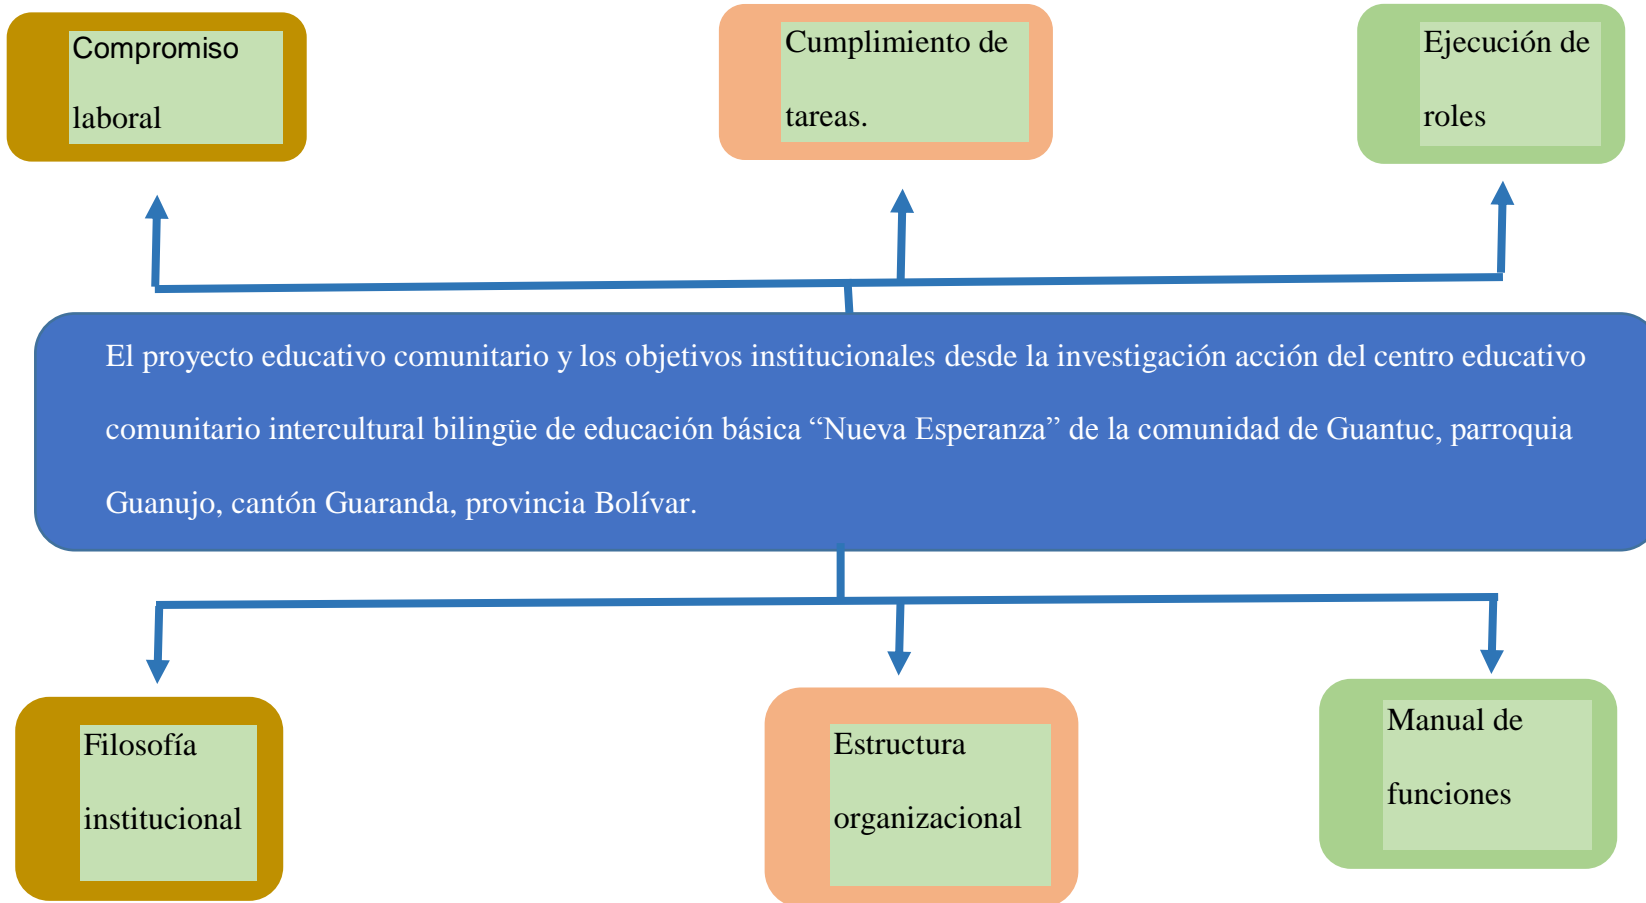 Compromiso
laboral
Cumplimiento de
tareas.
Ejecución de
roles
El proyecto educativo comunitario y los objetivos institucionales desde la investigación acción del centro educativo
comunitario intercultural bilingüe de educación básica “Nueva Esperanza” de la comunidad de Guantuc, parroquia
Guanujo, cantón Guaranda, provincia Bolívar.
Filosofía
institucional
Estructura
organizacional
Manual de
funciones